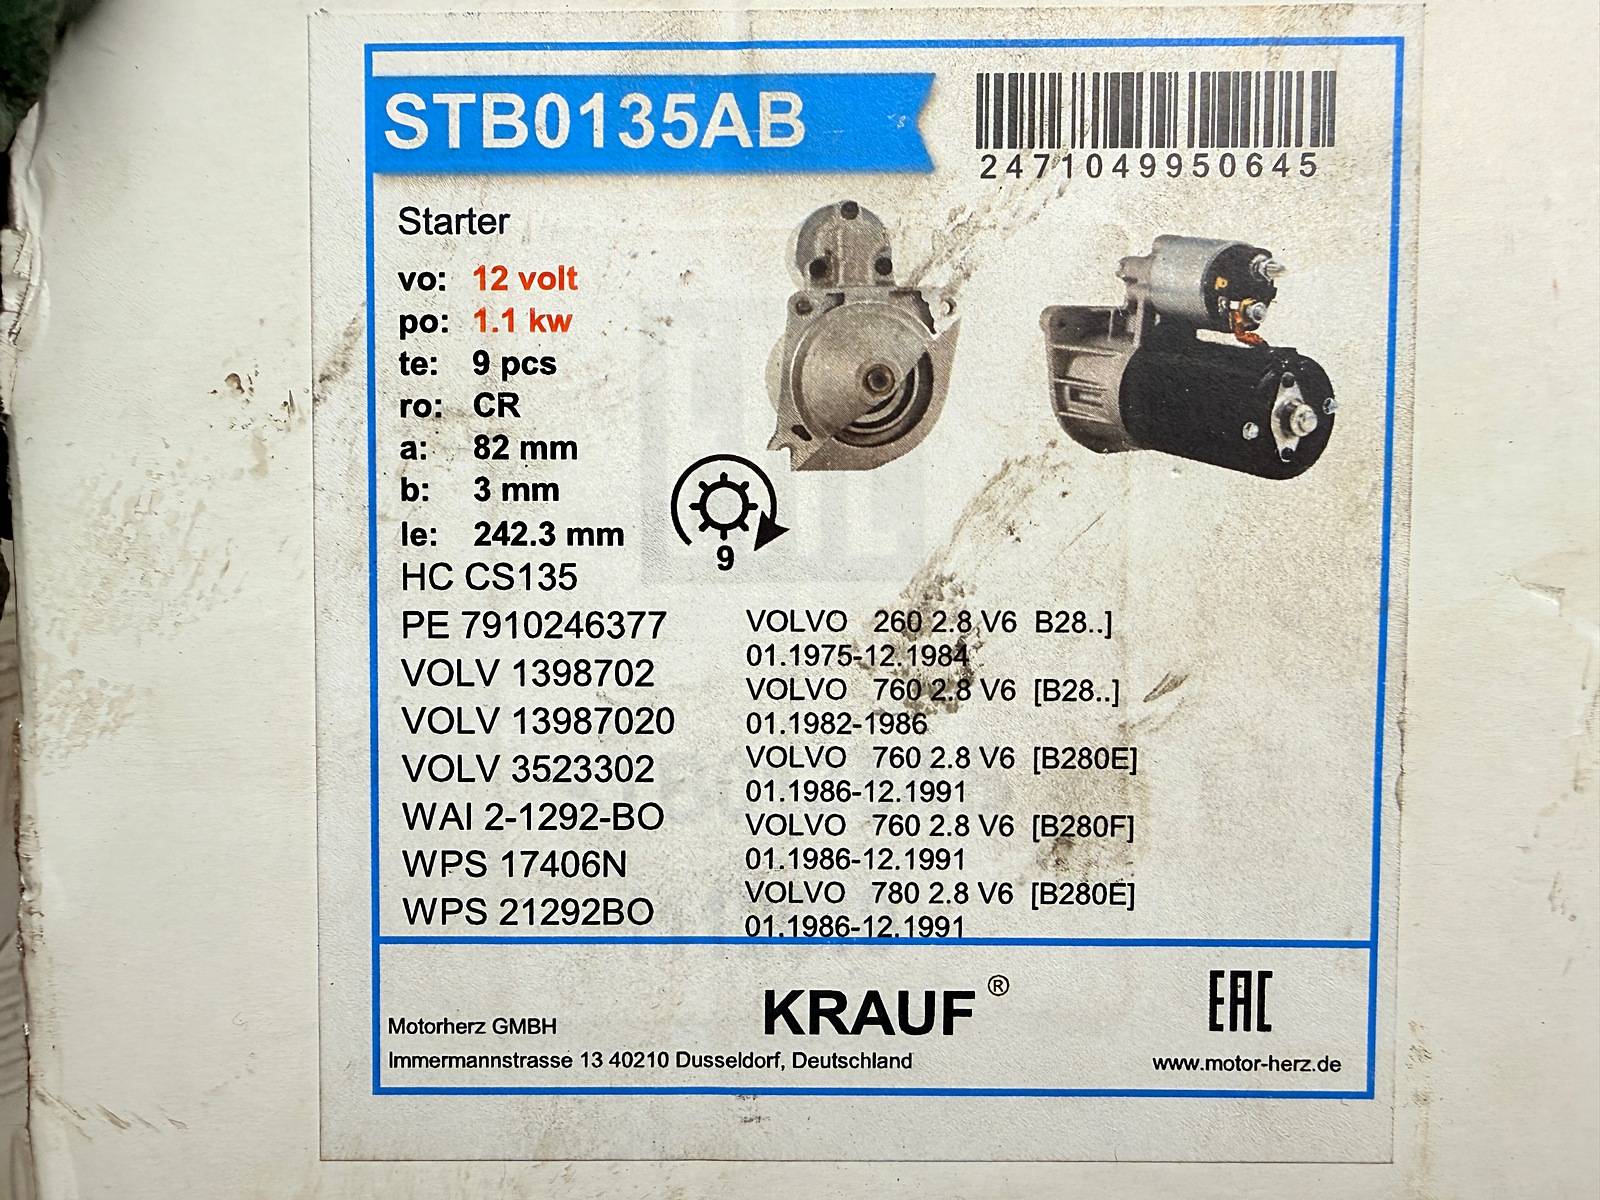 STB0135AB
2471049950645
Starter
vo: 12 volt
po: 1.1 kw
te: 9 pcs
ro: CR
a: 82 mm
b: 3 mm
le: 242.3 mm
9
HC CS135
PE 7910246377
VOLV 1398702
VOLV 13987020
VOLV 3523302
WAI 2-1292-BO
WPS 17406N
WPS 21292BO
VOLVO 260 2.8 V6 B28..]
01.1975-12.1984
VOLVO 760 2.8 V6 [B28..]
01.1982-1986
VOLVO 760 2.8 V6 [B280E]
01.1986-12.1991
VOLVO 760 2.8 V6 [B280F]
01.1986-12.1991
VOLVO 780 2.8 V6 [B280E]
01.1986-12.1991
KRAUF ®
EAC
Motorherz GMBH
Immermannstrasse 13 40210 Dusseldorf, Deutschland
www.motor-herz.de